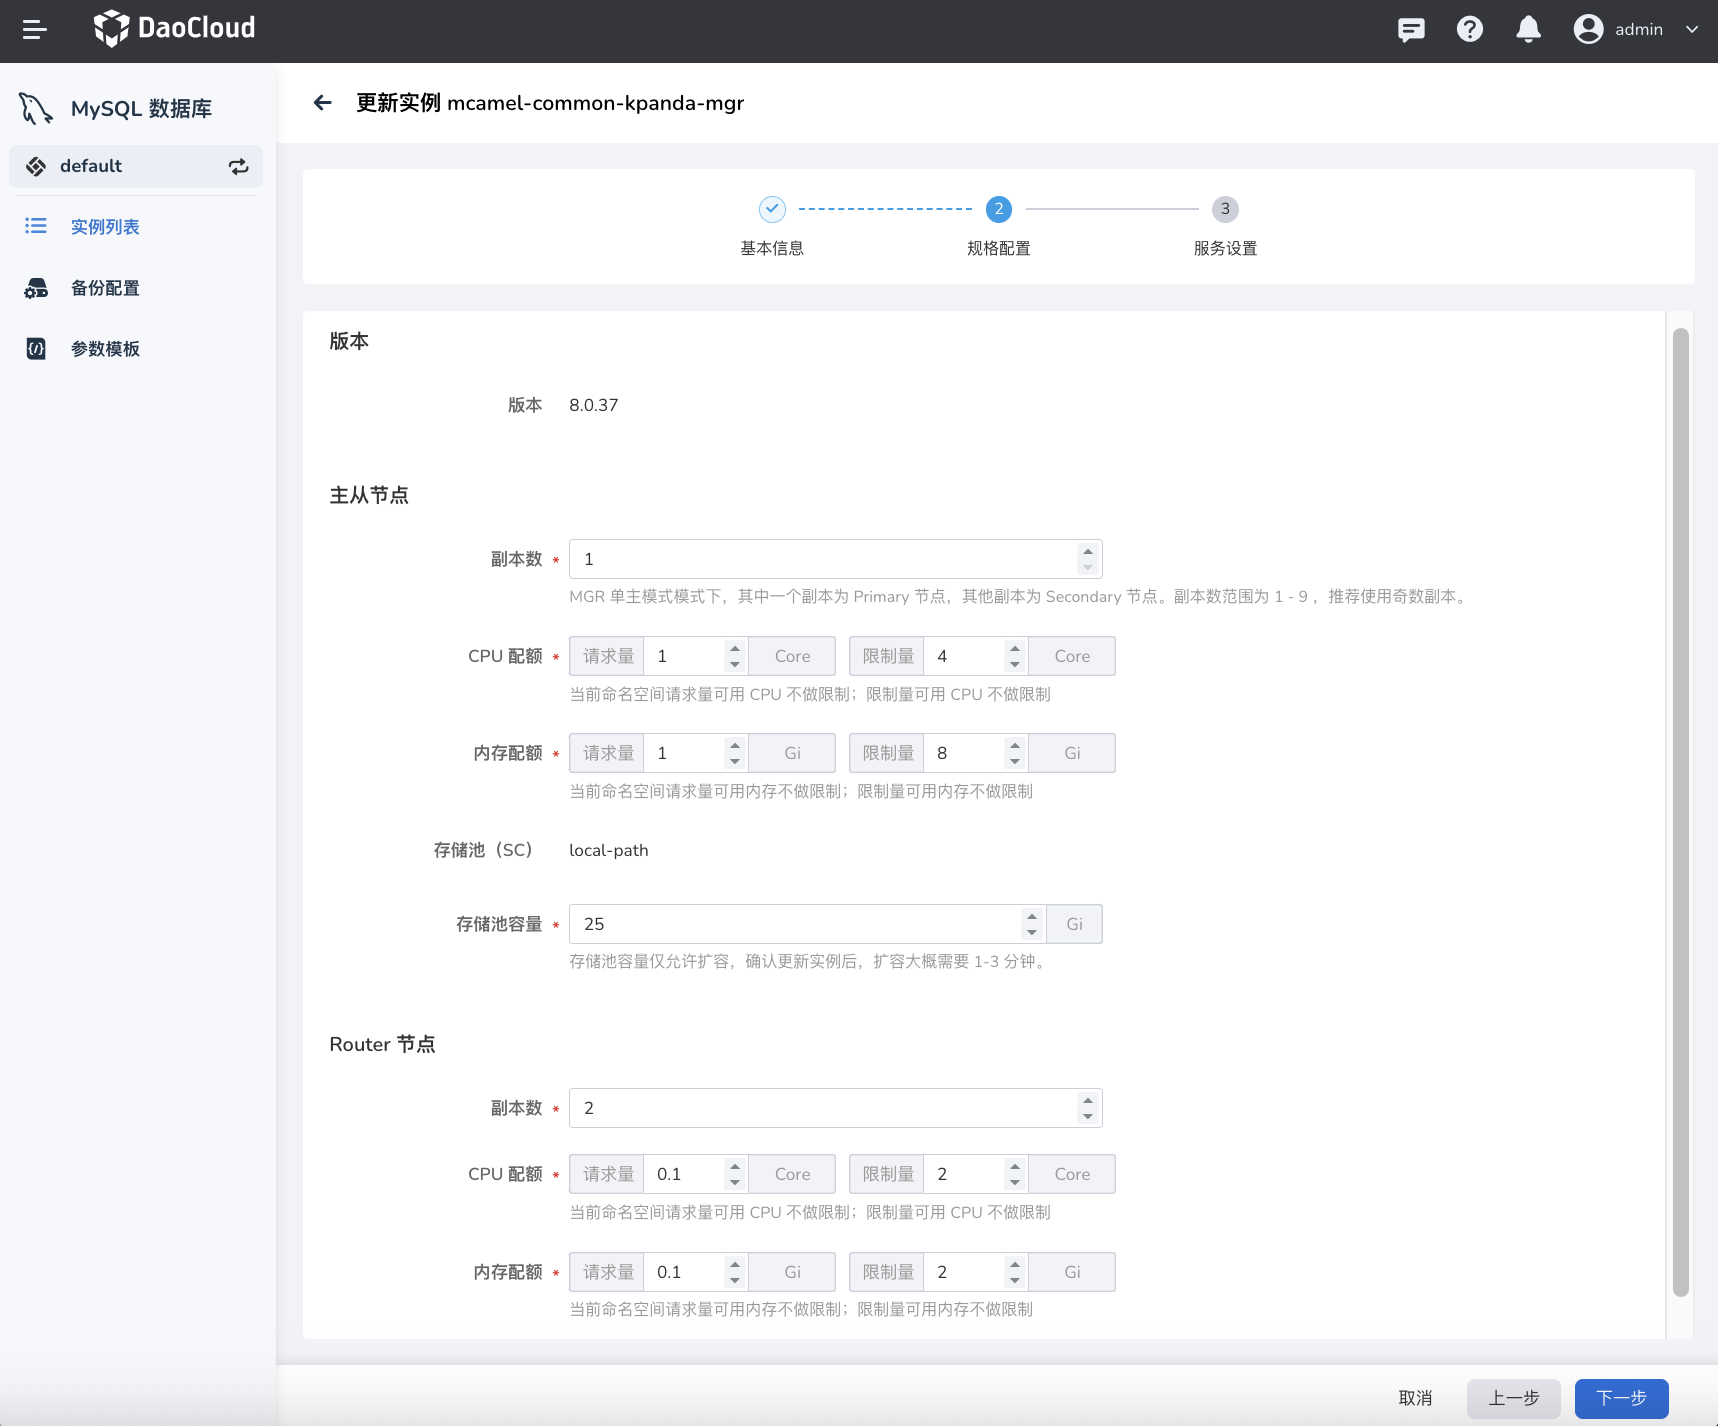 DaoCloud
admin
MySQL 数据库
default
实例列表
备份配置
参数模板
更新实例 mcamel-common-kpanda-mgr
2
3
基本信息
规格配置
服务设置
版本
版本 8.0.37
主从节点
副本数 * 1
MGR 单主模式模式下，其中一个副本为 Primary 节点，其他副本为 Secondary 节点。副本数范围为 1 - 9 ，推荐使用奇数副本。
CPU 配额 * 请求量 1 Core 限制量 4 Core
当前命名空间请求量可用 CPU 不做限制；限制量可用 CPU 不做限制
内存配额 * 请求量 1 Gi 限制量 8 Gi
当前命名空间请求量可用内存不做限制；限制量可用内存不做限制
存储池（SC） local-path
存储池容量 * 25 Gi
存储池容量仅允许扩容，确认更新实例后，扩容大概需要 1-3 分钟。
Router 节点
副本数 * 2
CPU 配额 * 请求量 0.1 Core 限制量 2 Core
当前命名空间请求量可用 CPU 不做限制；限制量可用 CPU 不做限制
内存配额 * 请求量 0.1 Gi 限制量 2 Gi
当前命名空间请求量可用内存不做限制；限制量可用内存不做限制
取消 上一步 下一步